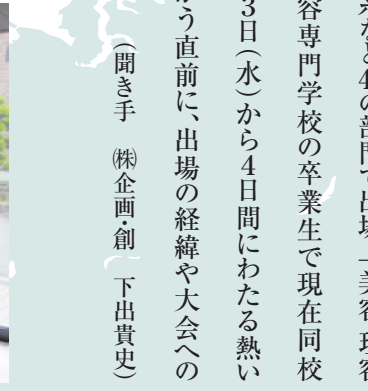 など4の部門で出場
容専門学校の卒業生で現在同校
3日(水)から4日間にわたる熱い
う直前に、出場の経緯や大会への
(聞き手　㈱企画・創　下出貴史)